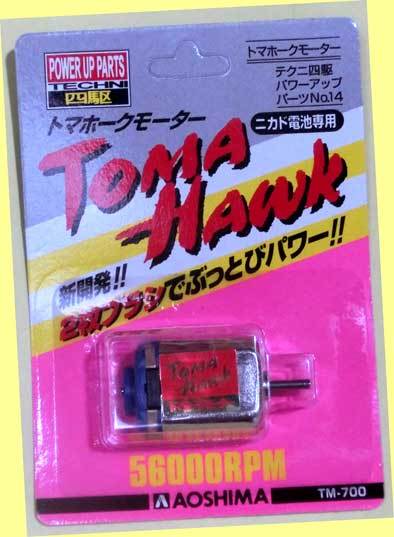 POWER UP PARTS
TECHNI
四駆
トマホークモーター
テクニ四駆
パワーアップ
パーツNo.14
トマホークモーター
ニカド電池専用
TOMA
HAWK
新開発!!
2枚ブラシでぶっとびパワー!!
TOMA
HAWK
56000RPM
AOSHIMA
TM-700